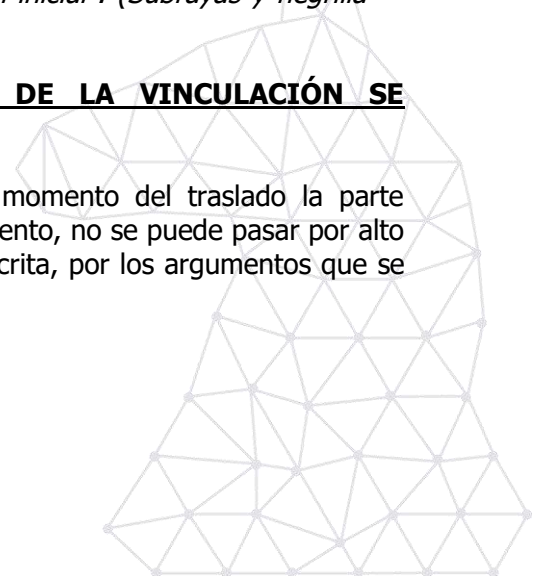 inicial". (Subrayas y negrilla
DE LA VINCULACIÓN SE
momento del traslado la parte
ento, no se puede pasar por alto
crita, por los argumentos que se